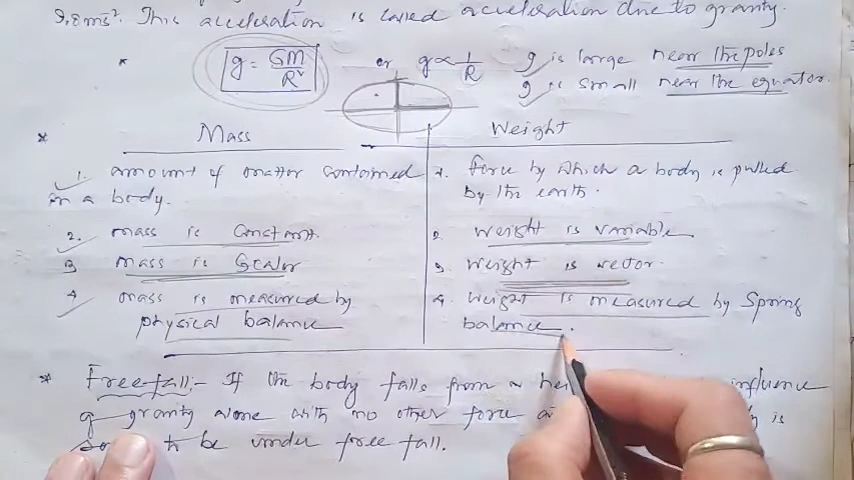 9.8ms². This acceleration is called acceleration due to gravity.
* g = GM/R² or g ∝ 1/R g is large near the poles
g is small near the equator.
* Mass Weight
1. amount of matter contained in a body.
1. Force by which a body is pulled by the earth.
2. mass is constant.
2. weight is variable.
3 mass is scalar
3. weight is vector.
4 mass is measured by physical balance
4. weight is measured by spring balance.
* Free fall:- If the body falls from a influence
of gravity alone with no other force is
to be under free fall.